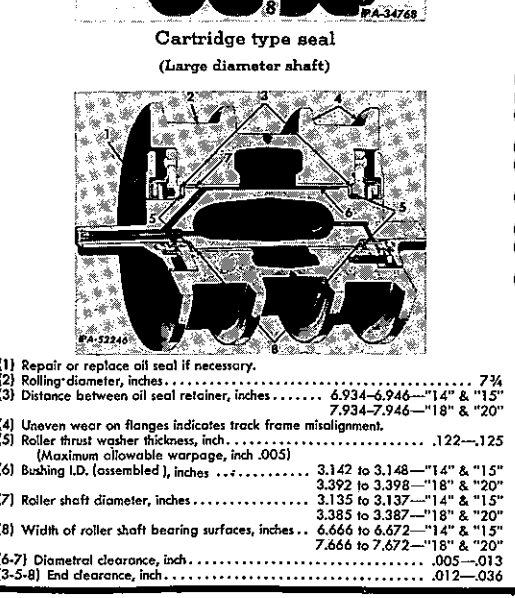 8
IPA-34768
Cartridge type seal
(Large diameter shaft)
2 3 4
1
7
5 6 5
IPA-52246
8
(1) Repair or replace oil seal if necessary.
(2) Rolling diameter, inches................................ 7¾
(3) Distance between oil seal retainer, inches....... 6.934–6.946—"14" & "15"
7.934–7.946—"18" & "20"
(4) Uneven wear on flanges indicates track frame misalignment.
(5) Roller thrust washer thickness, inch........................ .122—.125
(Maximum allowable warpage, inch .005)
(6) Bushing I.D. (assembled), inches ............ 3.142 to 3.148—"14" & "15"
3.392 to 3.398—"18" & "20"
(7) Roller shaft diameter, inches................ 3.135 to 3.137—"14" & "15"
3.385 to 3.387—"18" & "20"
(8) Width of roller shaft bearing surfaces, inches.. 6.666 to 6.672—"14" & "15"
7.666 to 7.672—"18" & "20"
(6-7) Diametral clearance, inch............................ .005—.013
(3-5-8) End clearance, inch............................... .012—.036